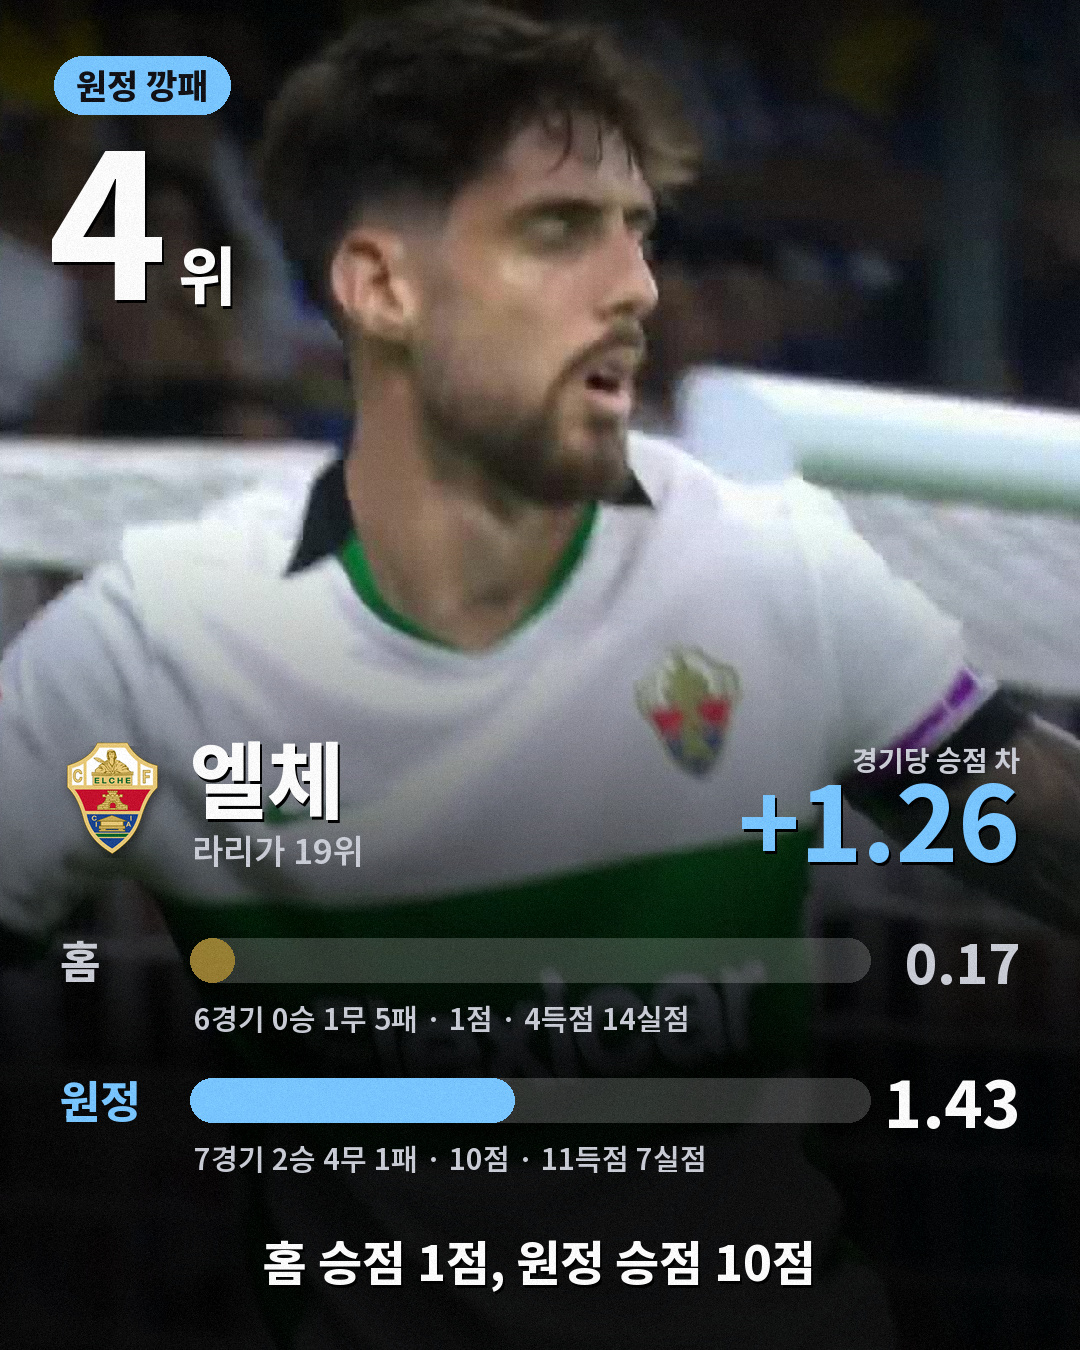 원정 깡패
4위
엘체
라리가 19위
경기당 승점 차
+1.26
홈
0.17
6경기 0승 1무 5패 · 1점 · 4득점 14실점
원정
1.43
7경기 2승 4무 1패 · 10점 · 11득점 7실점
홈 승점 1점, 원정 승점 10점
C F
ELCHE